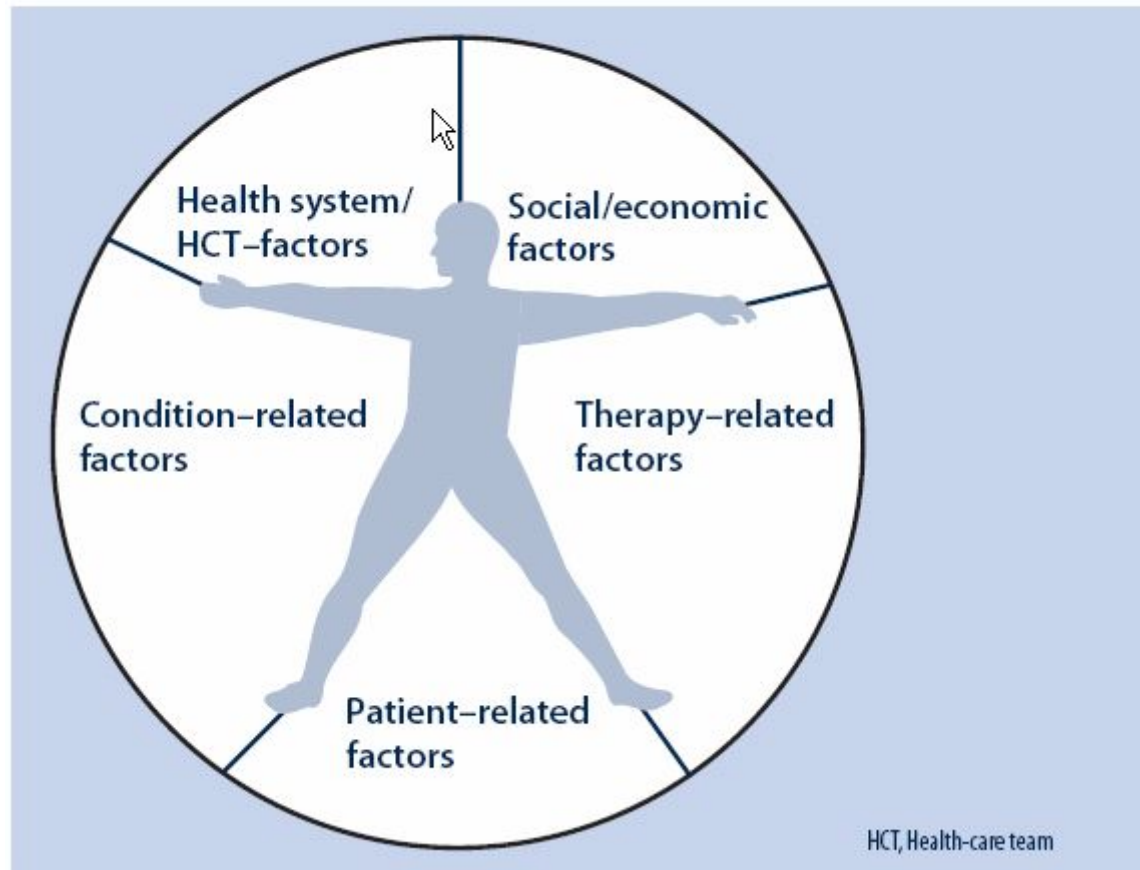 Health system/
HCT–factors
Social/economic
factors
Condition–related
factors
Therapy–related
factors
Patient–related
factors
HCT, Health-care team